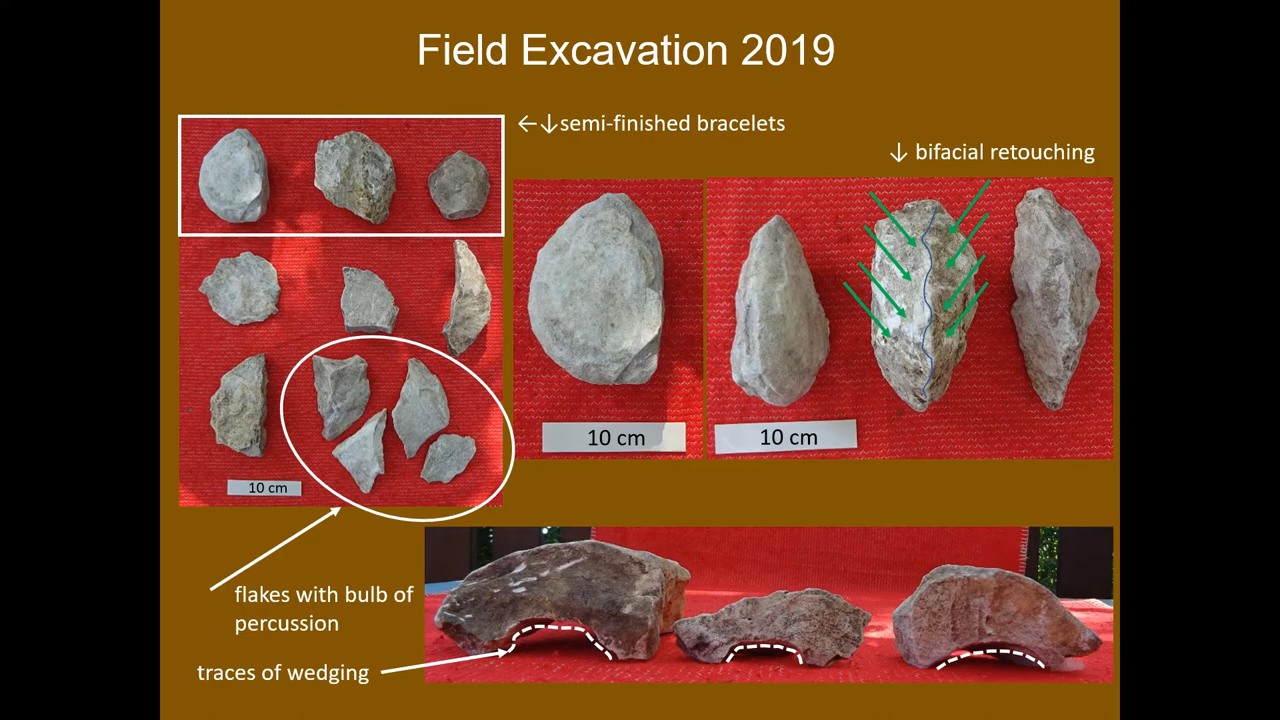 Field Excavation 2019
←↓semi-finished bracelets
↓ bifacial retouching
10 cm
10 cm
10 cm
flakes with bulb of
percussion
traces of wedging